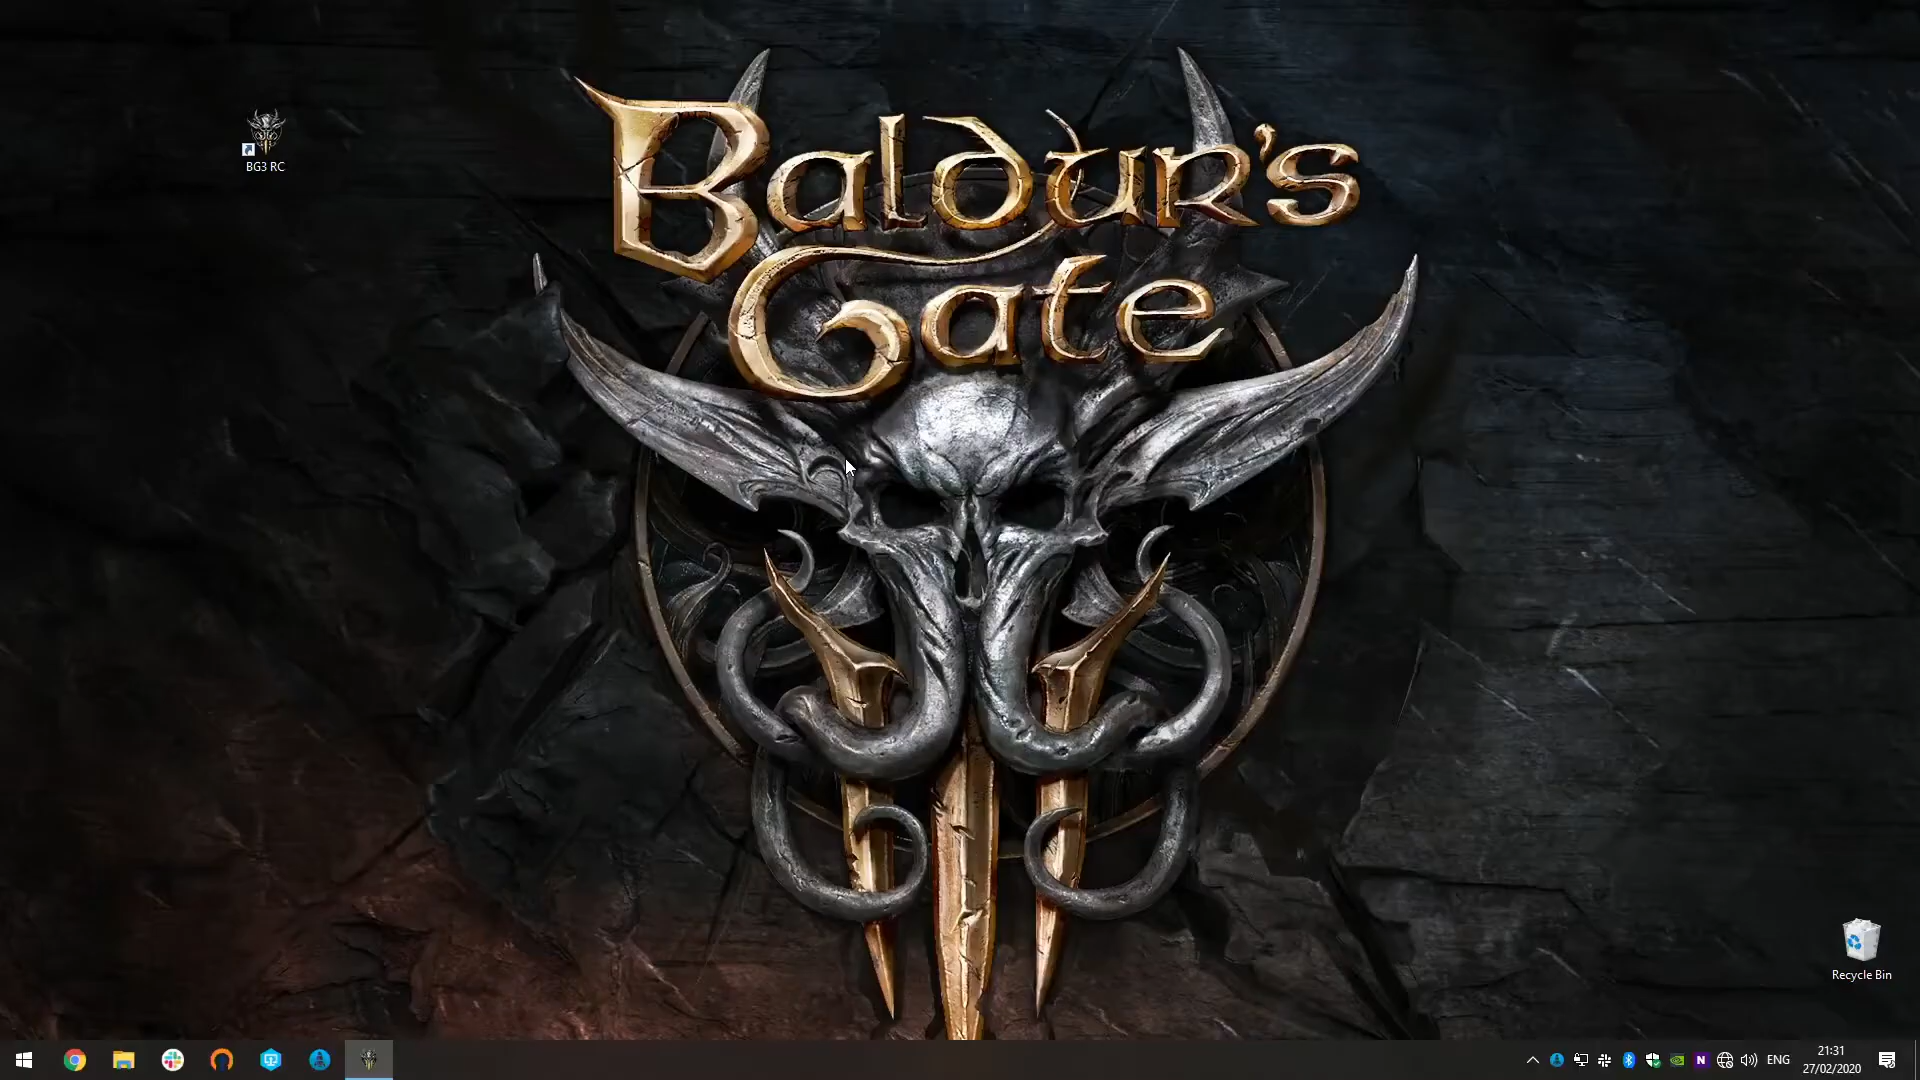 Baldur's
Gate
BG3 RC
Recycle Bin
ENG
21:31
27/02/2020